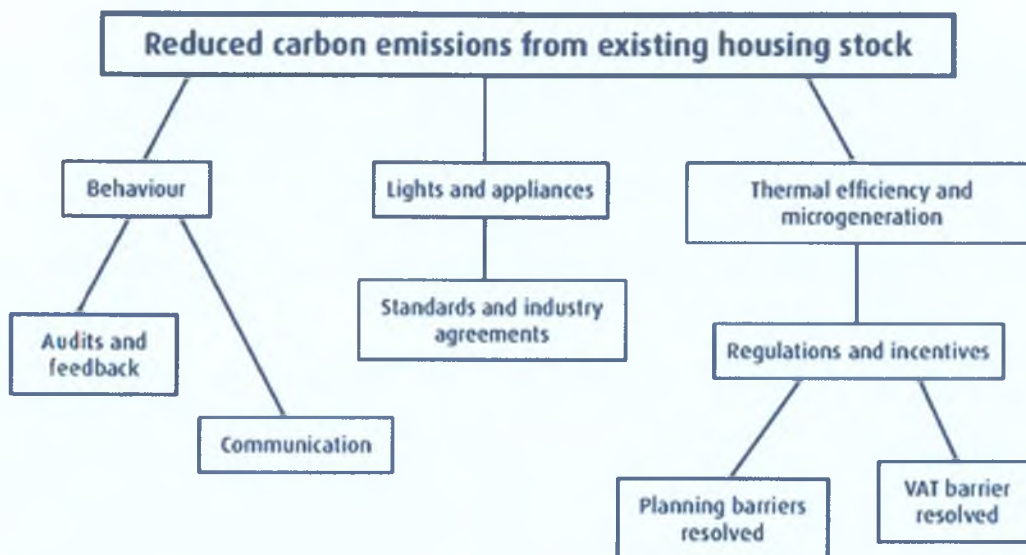 Reduced carbon emissions from existing housing stock
Behaviour
Lights and appliances
Thermal efficiency and
microgeneration
Audits and
feedback
Standards and industry
agreements
Regulations and incentives
Communication
Planning barriers
resolved
VAT barrier
resolved